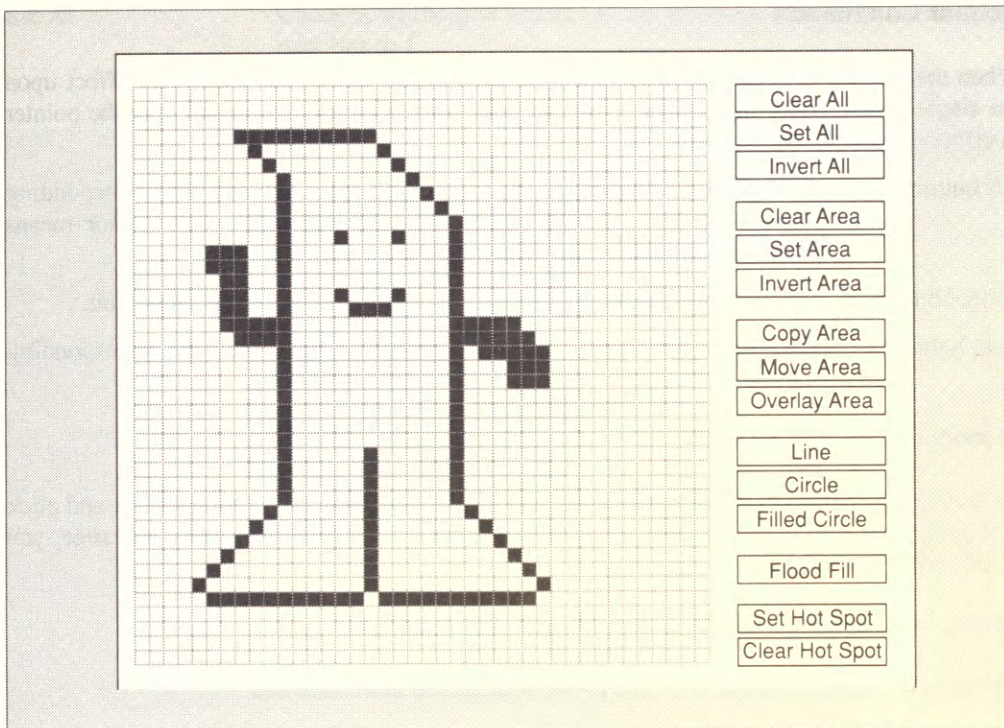 Clear All
Set All
Invert All
Clear Area
Set Area
Invert Area
Copy Area
Move Area
Overlay Area
Line
Circle
Filled Circle
Flood Fill
Set Hot Spot
Clear Hot Spot